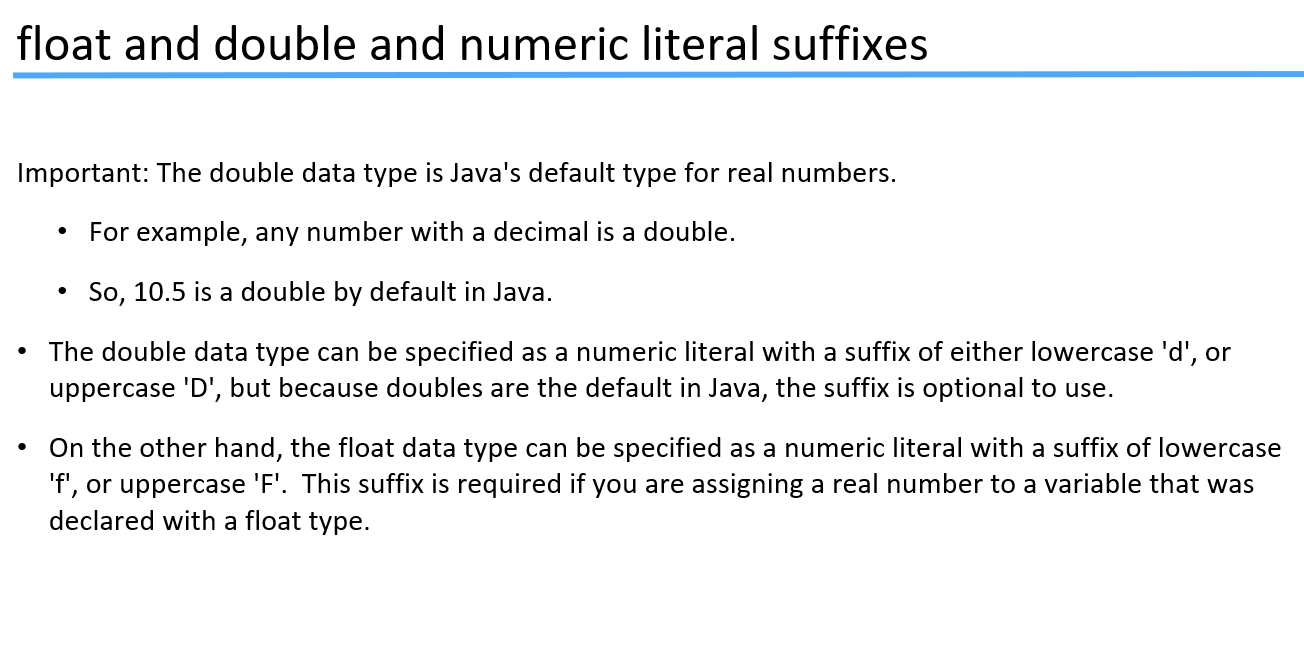 float and double and numeric literal suffixes
Important: The double data type is Java's default type for real numbers.
• For example, any number with a decimal is a double.
• So, 10.5 is a double by default in Java.
• The double data type can be specified as a numeric literal with a suffix of either lowercase 'd', or
uppercase 'D', but because doubles are the default in Java, the suffix is optional to use.
• On the other hand, the float data type can be specified as a numeric literal with a suffix of lowercase
'f', or uppercase 'F'.  This suffix is required if you are assigning a real number to a variable that was
declared with a float type.